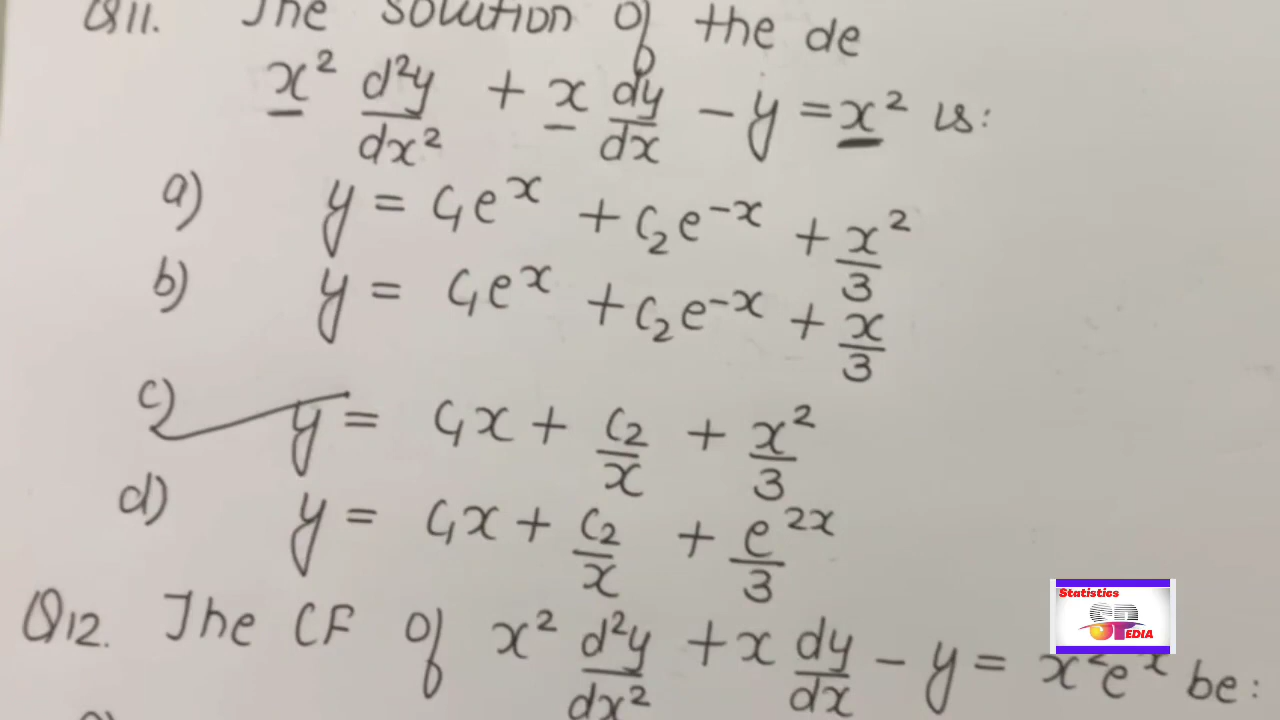 Q11. The solution of the de
x² d²y/dx² + x dy/dx - y = x² is:
a) y = C₁eˣ + C₂e⁻ˣ + x²/3
b) y = C₁eˣ + C₂e⁻ˣ + x/3
c) y = C₁x + C₂/x + x²/3
d) y = C₁x + C₂/x + e²ˣ/3
Q12. The CF of x² d²y/dx² + x dy/dx - y = x²eˣ be:
Statistics